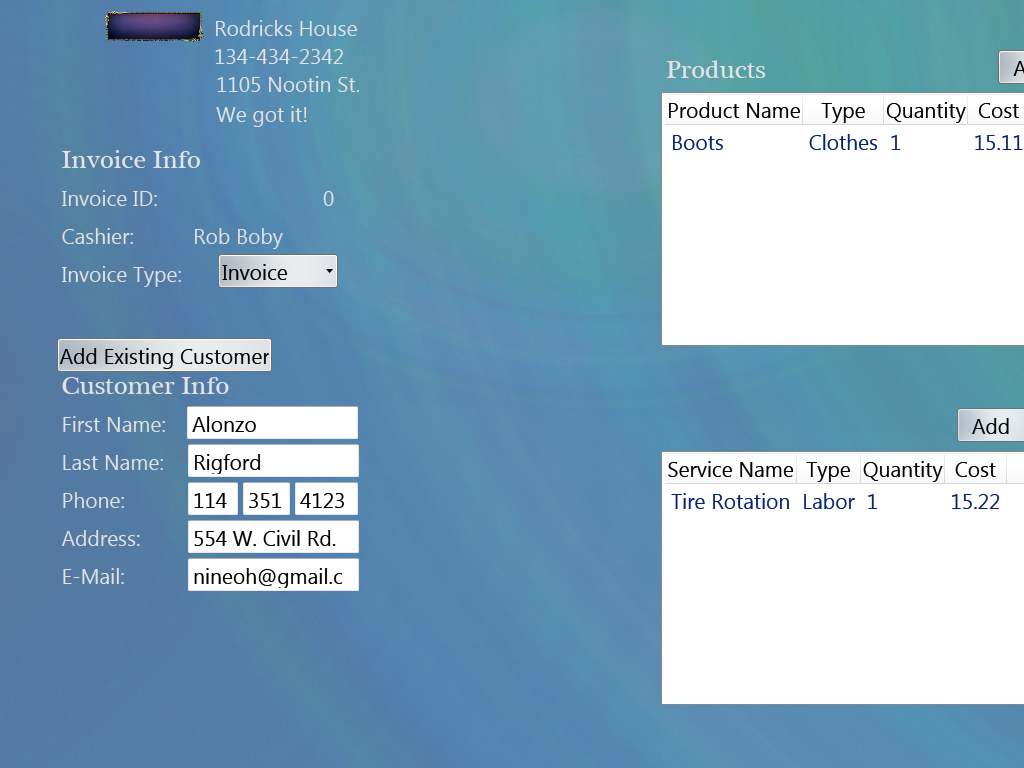 Rodricks House
134-434-2342
1105 Nootin St.
We got it!
Invoice Info
Invoice ID: 0
Cashier: Rob Boby
Invoice Type: Invoice
Add Existing Customer
Customer Info
First Name: Alonzo
Last Name: Rigford
Phone: 114 351 4123
Address: 554 W. Civil Rd.
E-Mail: nineoh@gmail.c
Products
Product Name Type Quantity Cost
Boots Clothes 1 15.11
Add
Service Name Type Quantity Cost
Tire Rotation Labor 1 15.22